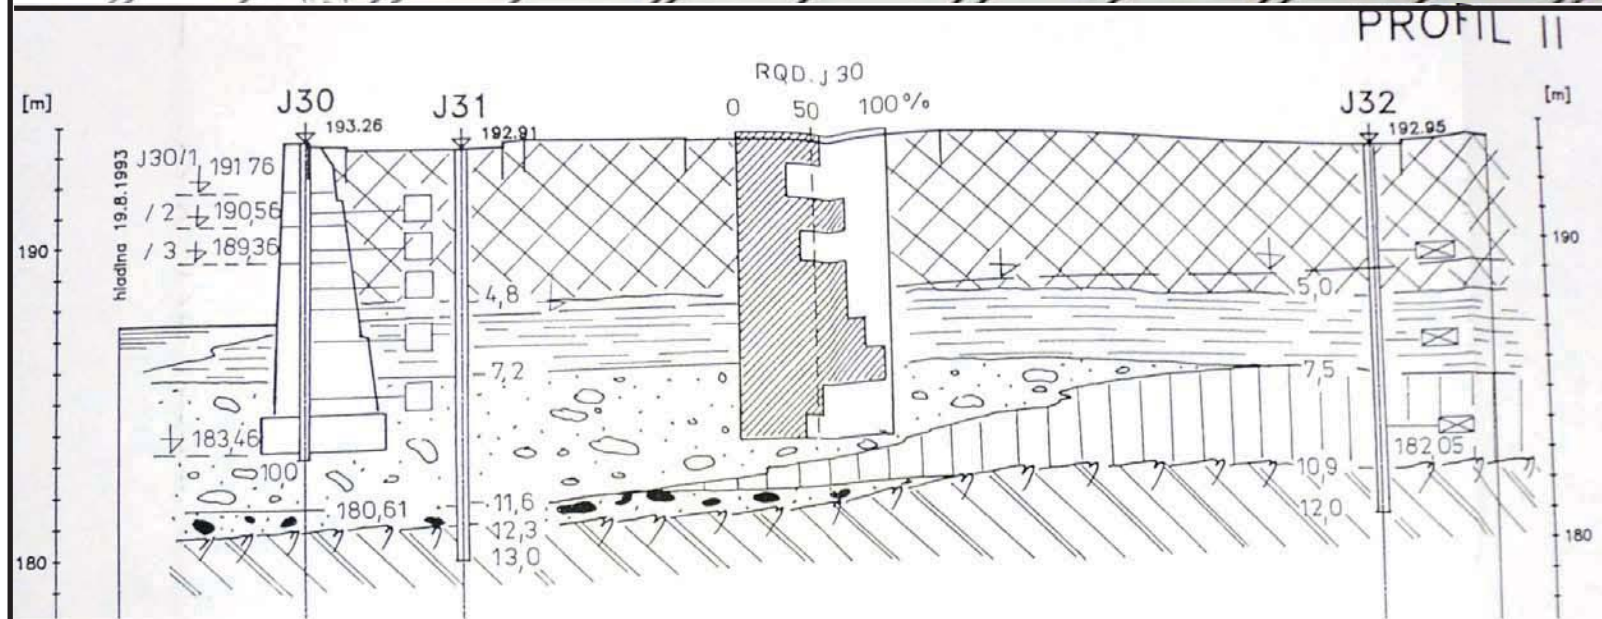 PROFIL II
RQD. J 30
0 50 100 %
[m]
J30
193.26
J31
192.91
J32
192.95
[m]
hladina 19.8.1993
J30/1 191.76
/ 2 190,56
/ 3 189,36
190
190
4,8
5,0
7,2
7,5
183,46
100
182,05
10,9
180,61
11,6
12,3
12,0
13,0
180
180